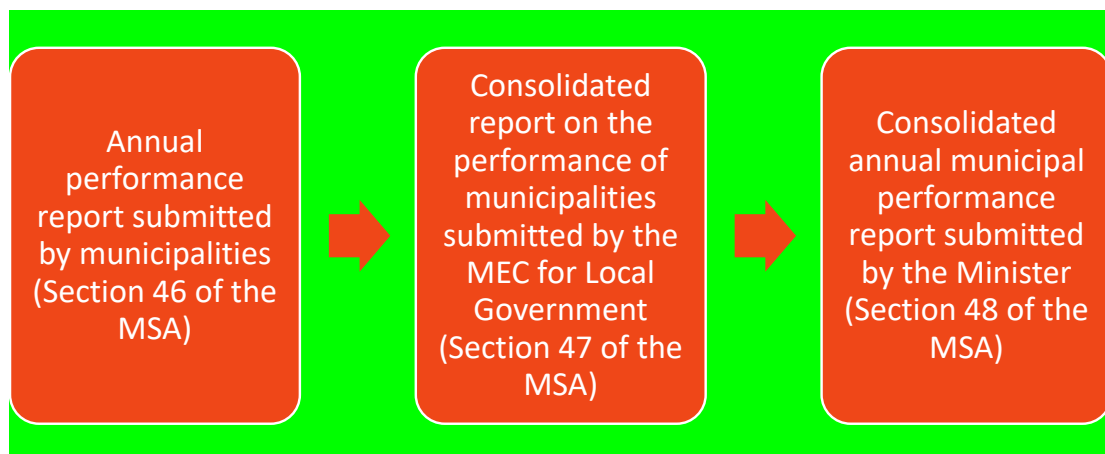 Annual
performance
report submitted
by municipalities
(Section 46 of the
MSA)
Consolidated
report on the
performance of
municipalities
submitted by the
MEC for Local
Government
(Section 47 of the
MSA)
Consolidated
annual municipal
performance
report submitted
by the Minister
(Section 48 of the
MSA)